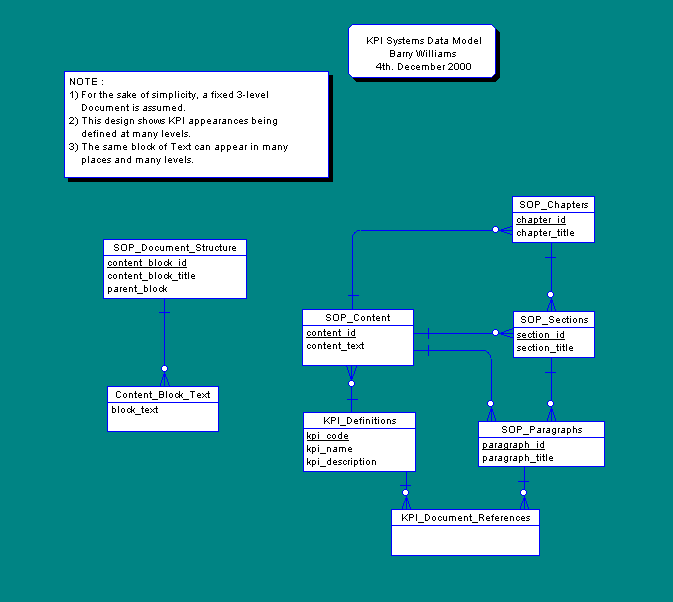 KPI Systems Data Model
Barry Williams
4th. December 2000
NOTE :
1) For the sake of simplicity, a fixed 3-level
Document is assumed.
2) This design shows KPI appearances being
defined at many levels.
3) The same block of Text can appear in many
places and many levels.
SOP_Chapters
chapter_id
chapter_title
SOP_Document_Structure
content_block_id
content_block_title
parent_block
SOP_Content
content_id
content_text
SOP_Sections
section_id
section_title
Content_Block_Text
block_text
KPI_Definitions
kpi_code
kpi_name
kpi_description
SOP_Paragraphs
paragraph_id
paragraph_title
KPI_Document_References